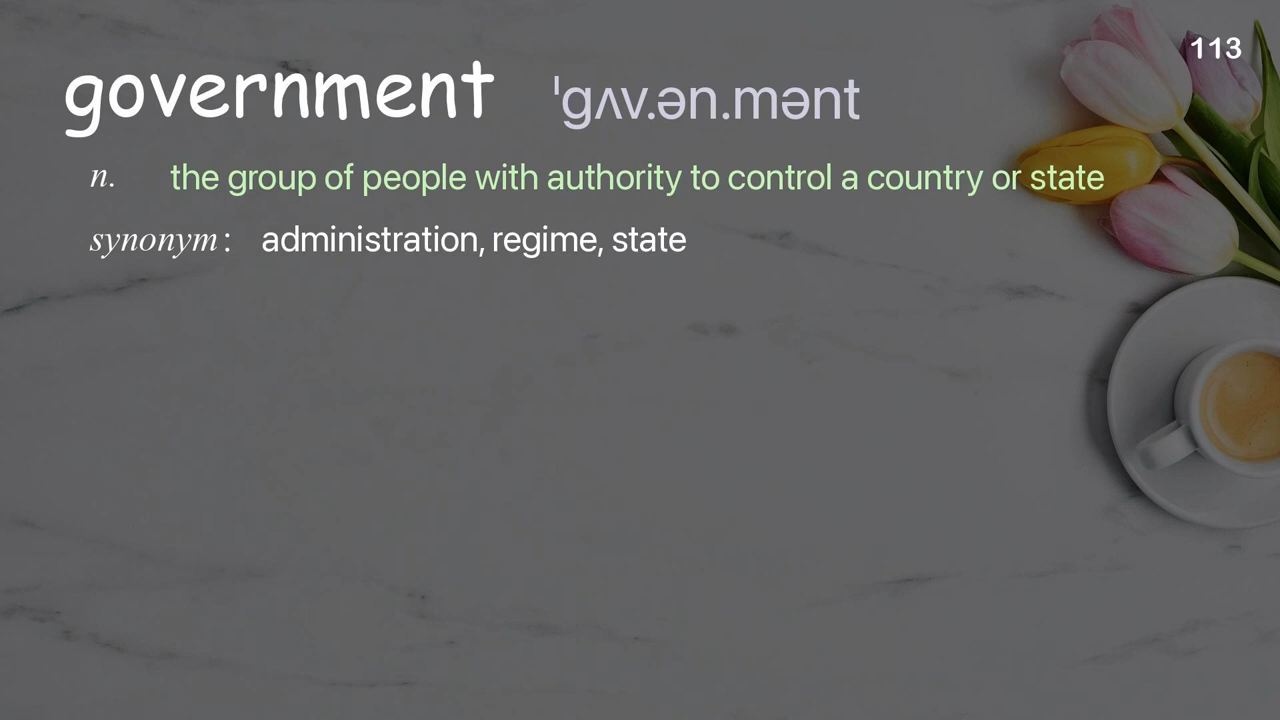 113
government ˈgʌv.ən.mənt
n. the group of people with authority to control a country or state
synonym: administration, regime, state